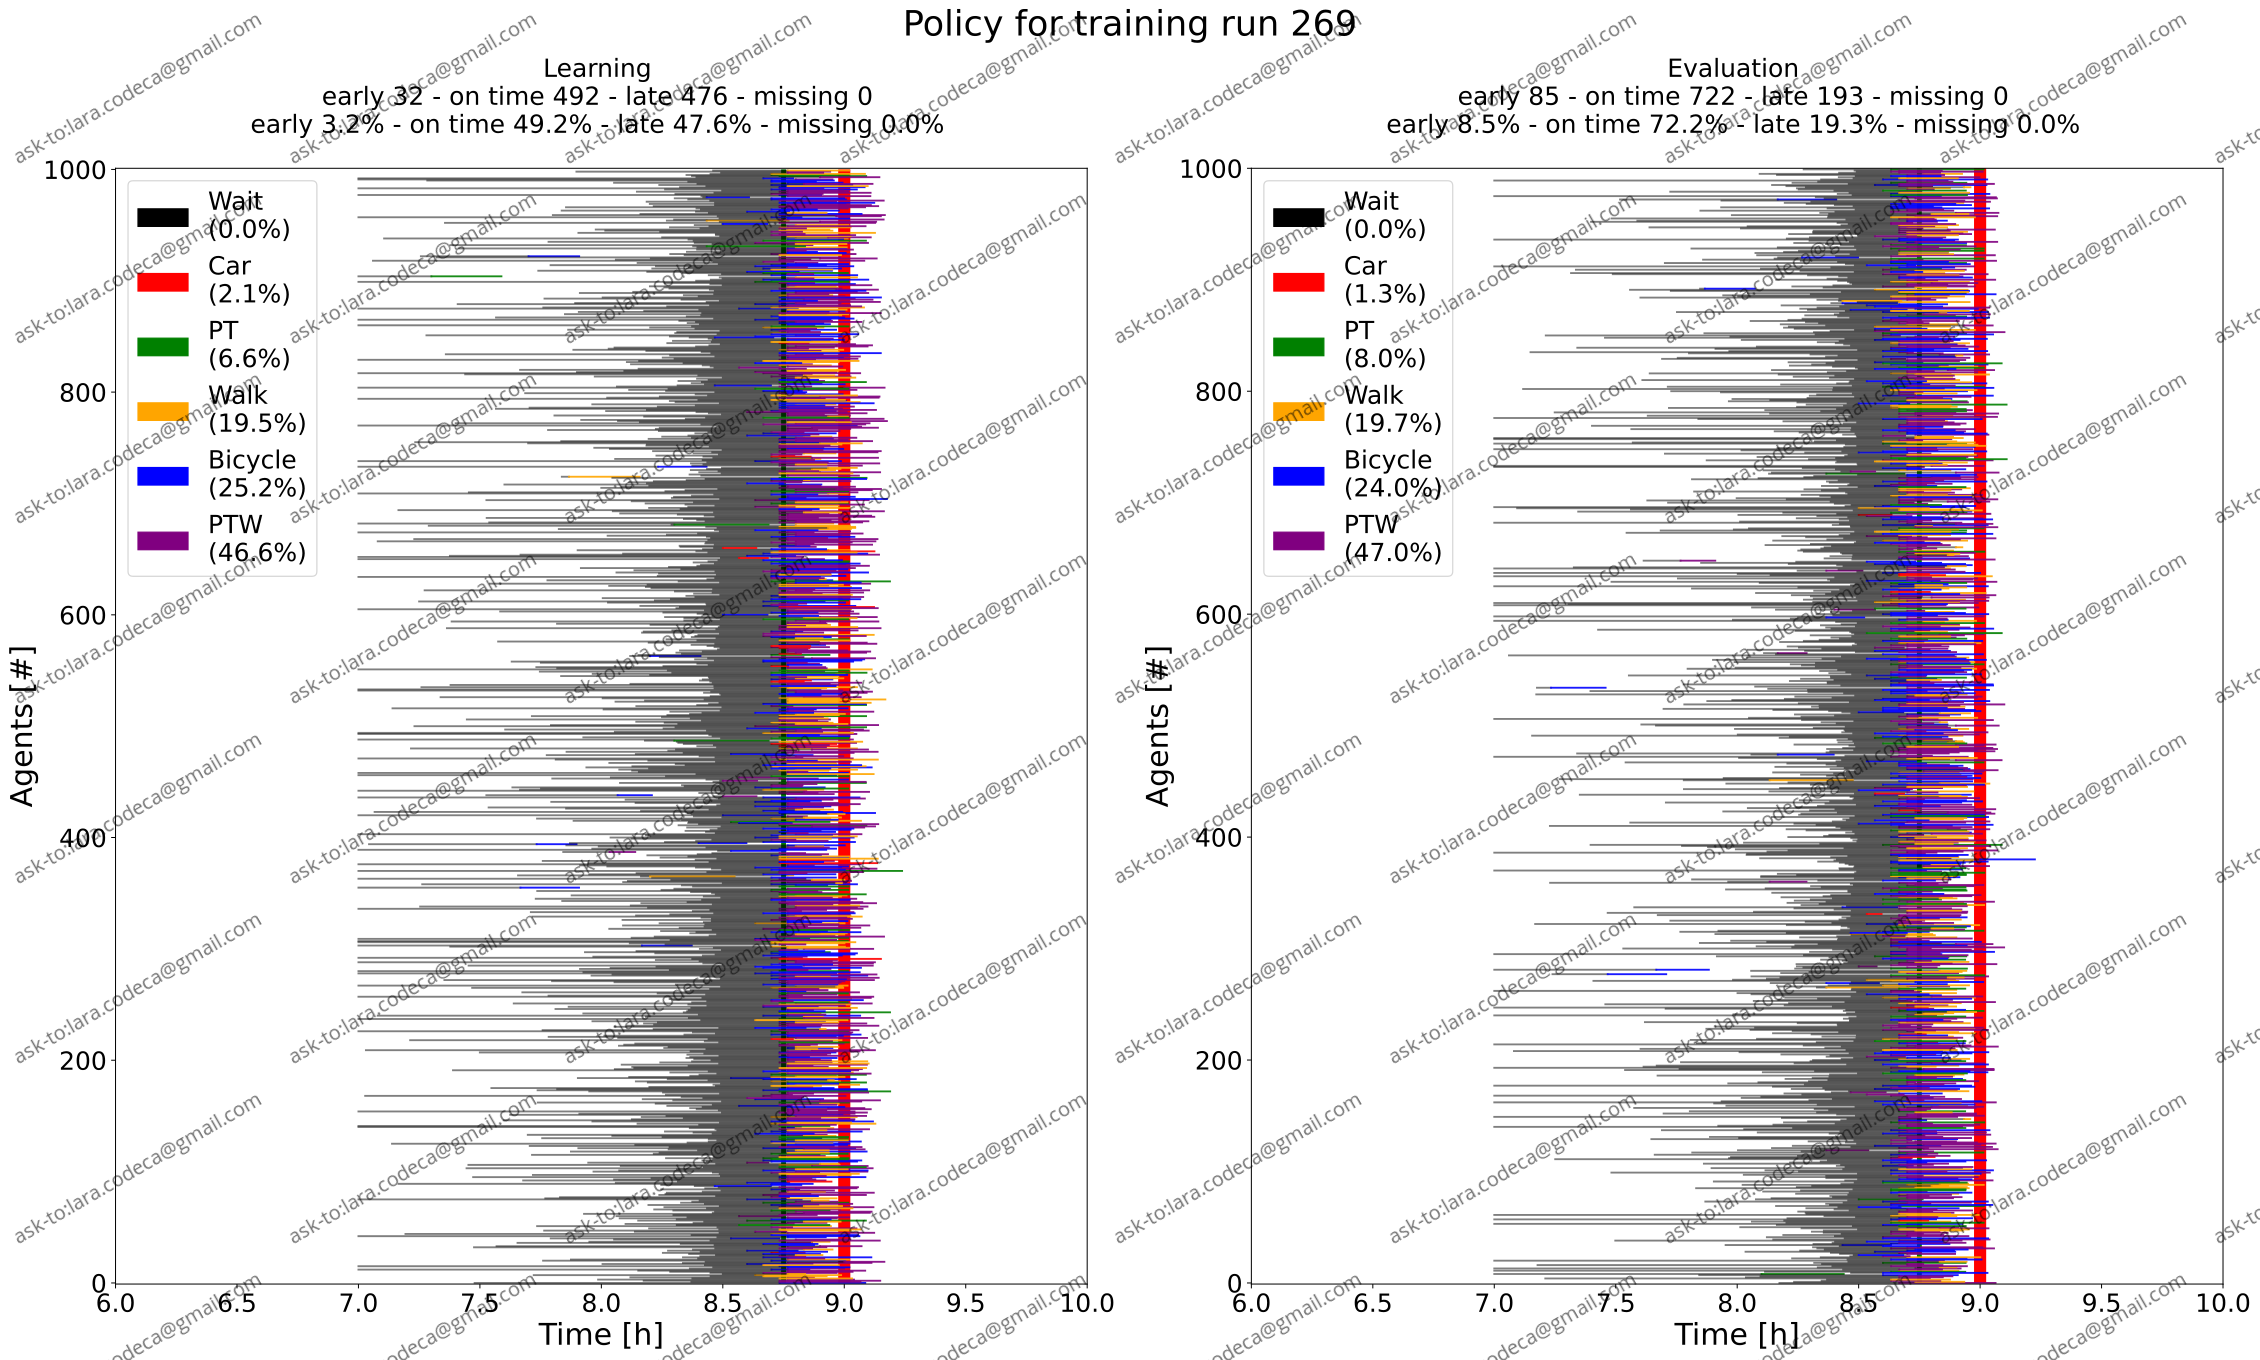 Policy for training run 269
Learning
early 32 - on time 492 - late 476 - missing 0
early 3.2% - on time 49.2% - late 47.6% - missing 0.0%
1000
800
600
400
200
0
Agents [#]
Wait
(0.0%)
Car
(2.1%)
PT
(6.6%)
Walk
(19.5%)
Bicycle
(25.2%)
PTW
(46.6%)
6.0 6.5 7.0 7.5 8.0 8.5 9.0 9.5 10.0
Time [h]
Evaluation
early 85 - on time 722 - late 193 - missing 0
early 8.5% - on time 72.2% - late 19.3% - missing 0.0%
1000
800
600
400
200
0
Agents [#]
Wait
(0.0%)
Car
(1.3%)
PT
(8.0%)
Walk
(19.7%)
Bicycle
(24.0%)
PTW
(47.0%)
6.0 6.5 7.0 7.5 8.0 8.5 9.0 9.5 10.0
Time [h]
ask-to:lara.codeca@gmail.com